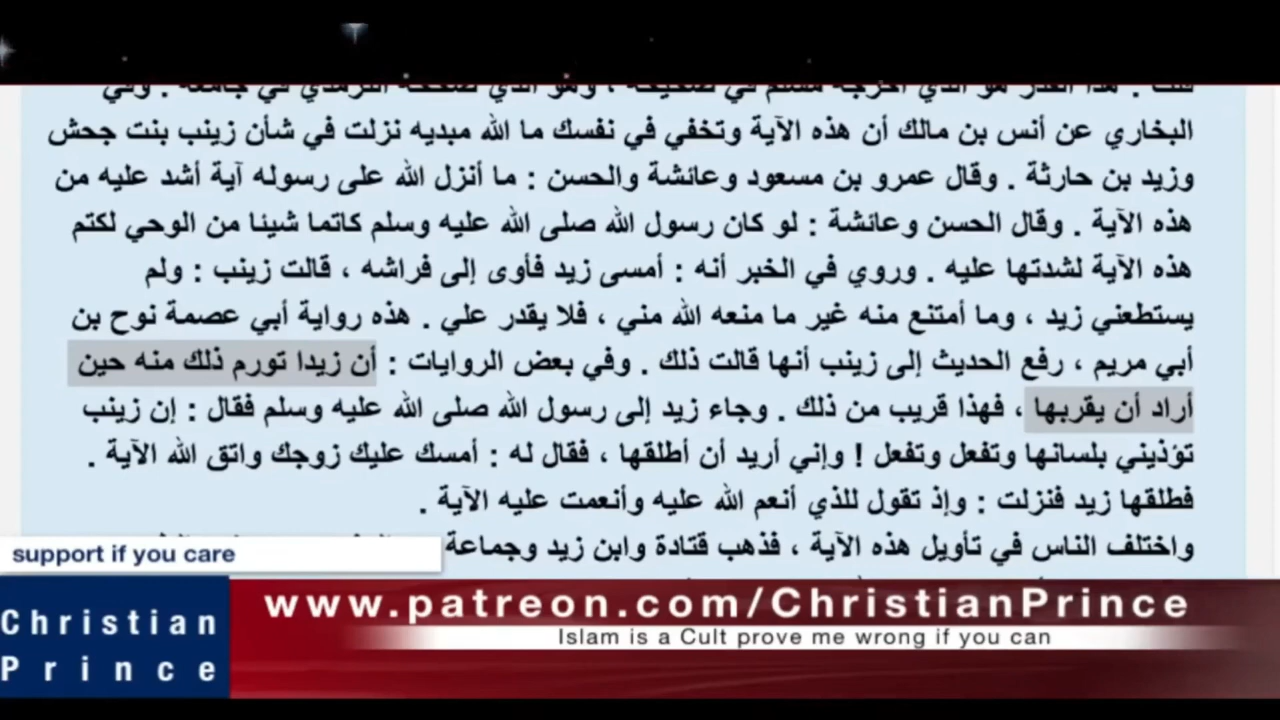 البخاري عن أنس بن مالك أن هذه الآية وتخفي في نفسك ما الله مبديه نزلت في شأن زينب بنت جحش
وزيد بن حارثة . وقال عمرو بن مسعود وعائشة والحسن : ما أنزل الله على رسوله آية أشد عليه من
هذه الآية . وقال الحسن وعائشة : لو كان رسول الله صلى الله عليه وسلم كاتما شيئا من الوحي لكتم
هذه الآية لشدتها عليه . وروي في الخبر أنه : أمسى زيد فأوى إلى فراشه ، قالت زينب : ولم
يستطعني زيد ، وما أمتنع منه غير ما منعه الله مني ، فلا يقدر علي . هذه رواية أبي عصمة نوح بن
أبي مريم ، رفع الحديث إلى زينب أنها قالت ذلك . وفي بعض الروايات : أن زيدا تورم ذلك منه حين
أراد أن يقربها ، فهذا قريب من ذلك . وجاء زيد إلى رسول الله صلى الله عليه وسلم فقال : إن زينب
تؤذيني بلسانها وتفعل وتفعل ! وإني أريد أن أطلقها ، فقال له : أمسك عليك زوجك واتق الله الآية .
فطلقها زيد فنزلت : وإذ تقول للذي أنعم الله عليه وأنعمت عليه الآية .
واختلف الناس في تأويل هذه الآية ، فذهب قتادة وابن زيد وجماعة
support if you care
Christian
Prince
www.patreon.com/ChristianPrince
Islam is a Cult prove me wrong if you can